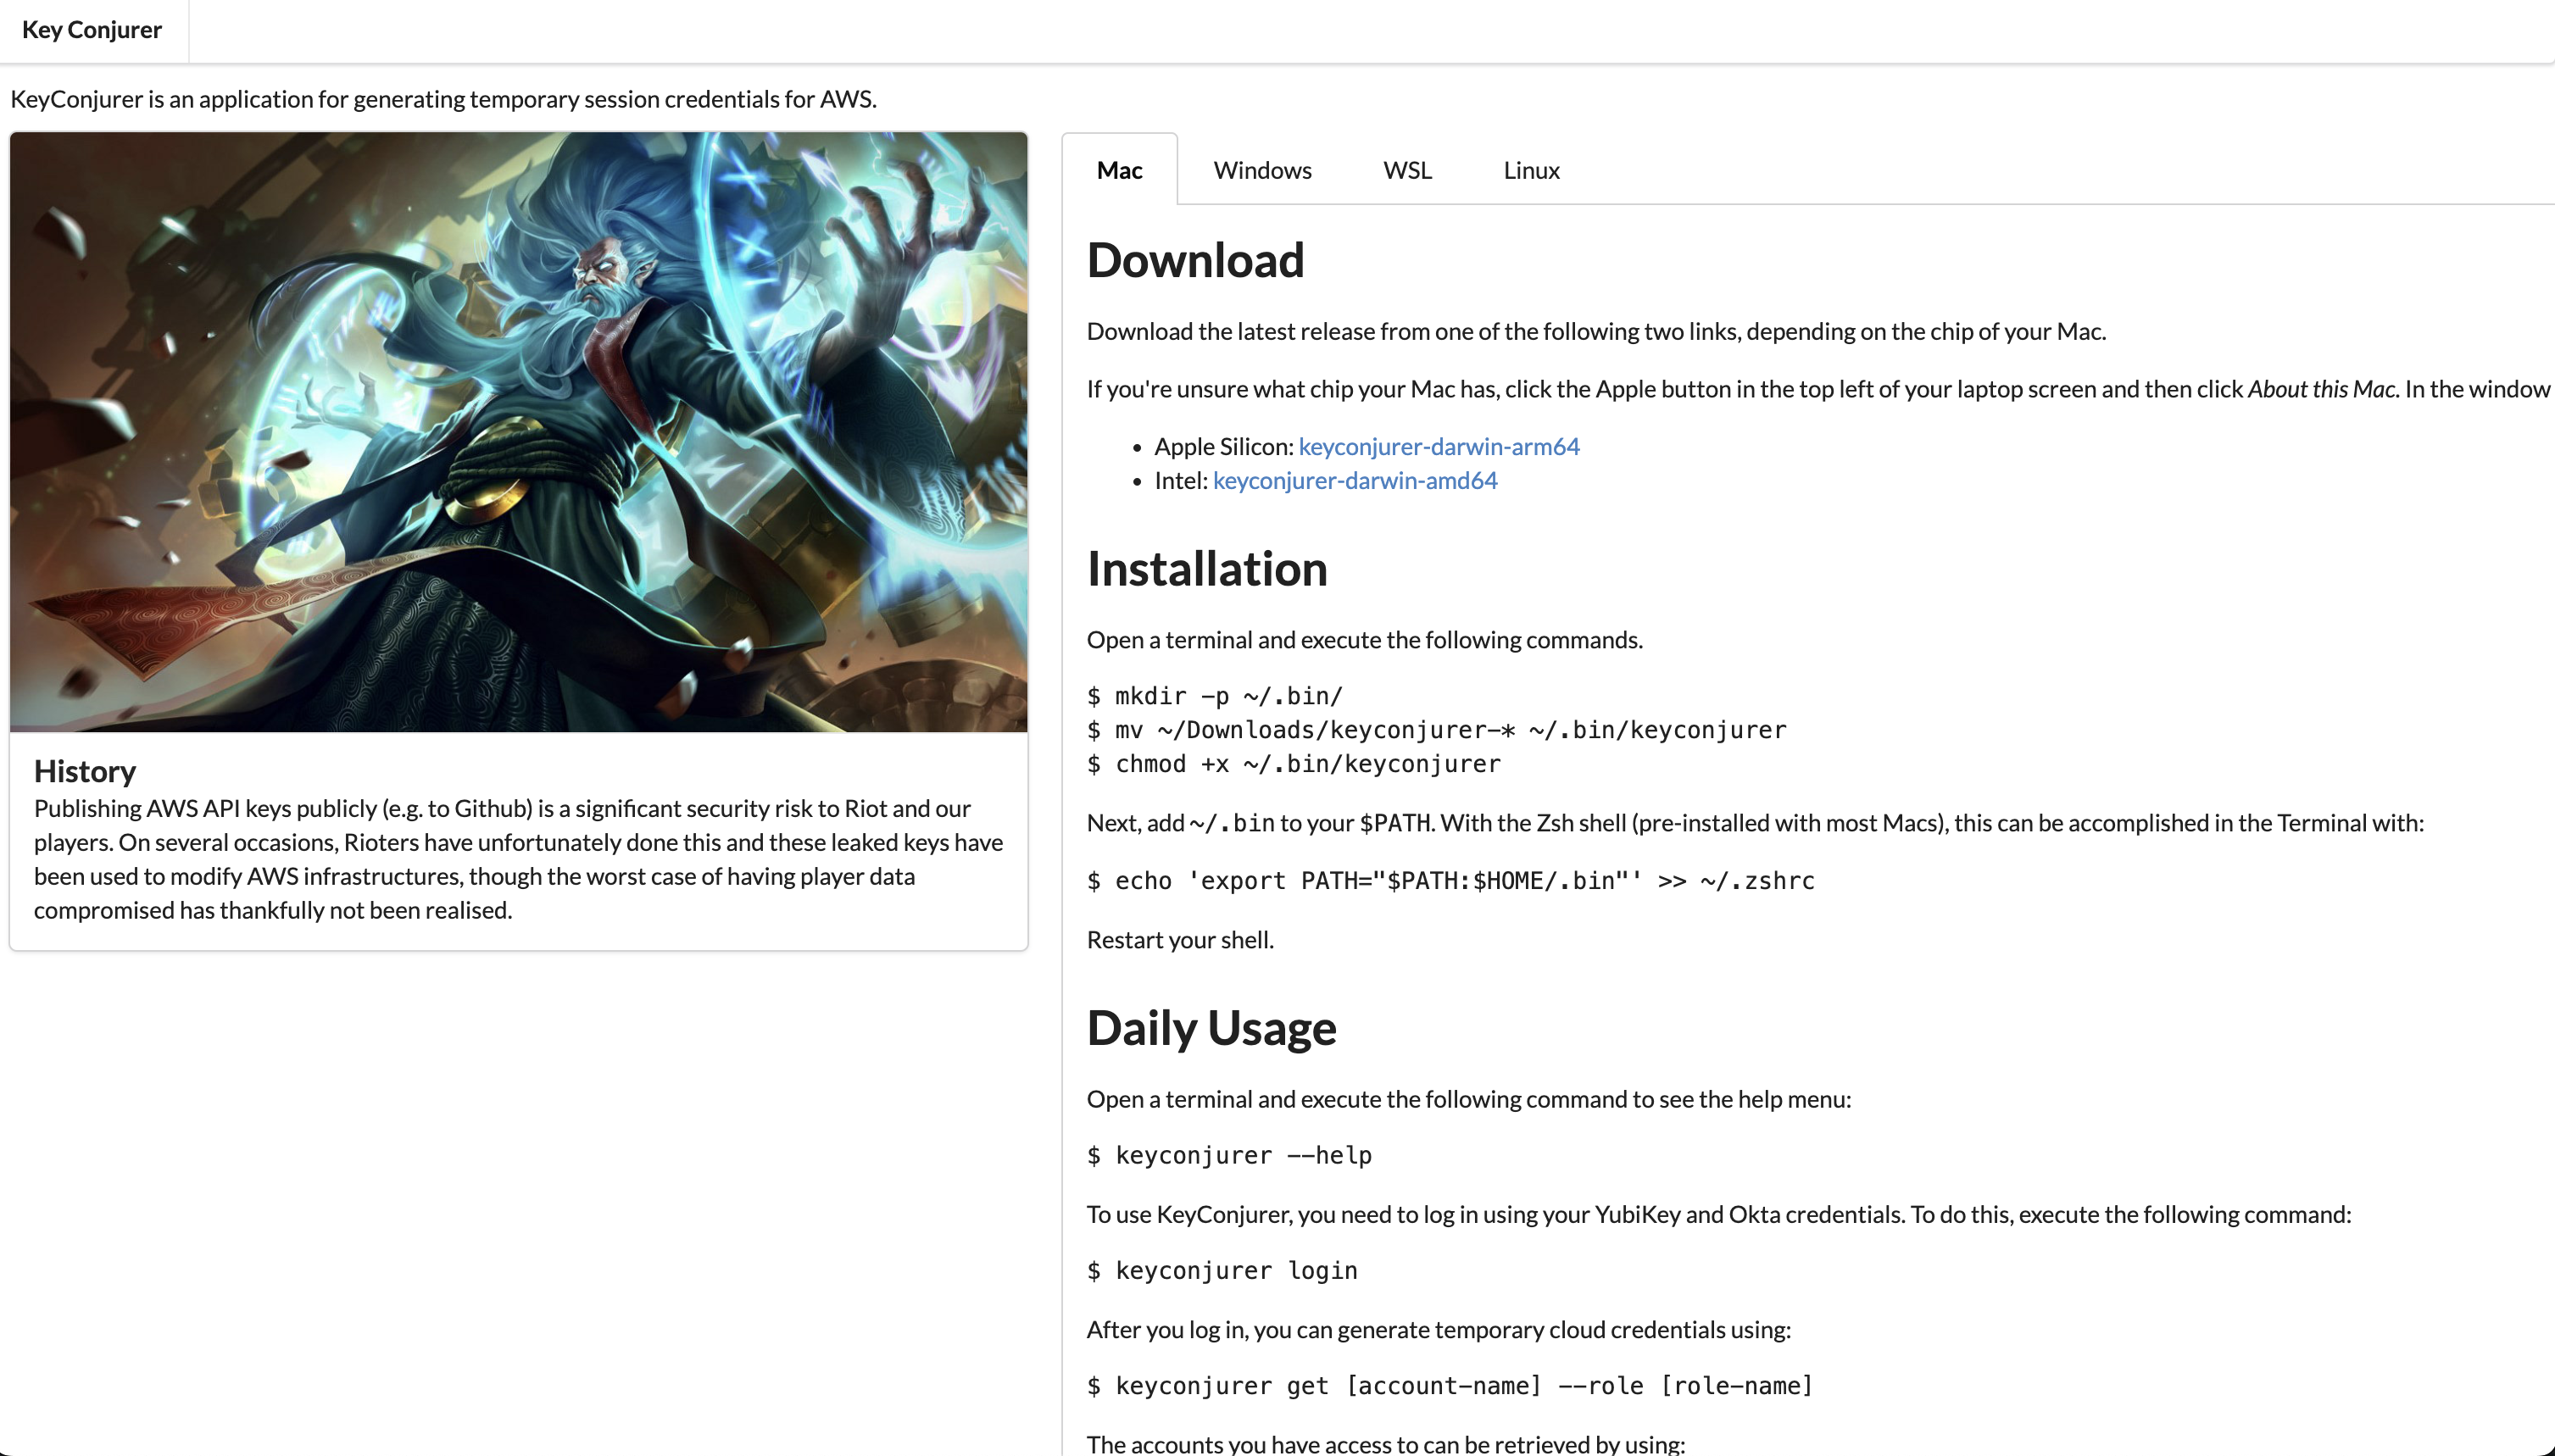 Key Conjurer
KeyConjurer is an application for generating temporary session credentials for AWS.
History
Publishing AWS API keys publicly (e.g. to Github) is a significant security risk to Riot and our
players. On several occasions, Rioters have unfortunately done this and these leaked keys have
been used to modify AWS infrastructures, though the worst case of having player data
compromised has thankfully not been realised.
Mac
Windows
WSL
Linux
Download
Download the latest release from one of the following two links, depending on the chip of your Mac.
If you're unsure what chip your Mac has, click the Apple button in the top left of your laptop screen and then click About this Mac. In the window
• Apple Silicon: keyconjurer-darwin-arm64
• Intel: keyconjurer-darwin-amd64
Installation
Open a terminal and execute the following commands.
$ mkdir -p ~/.bin/
$ mv ~/Downloads/keyconjurer-* ~/.bin/keyconjurer
$ chmod +x ~/.bin/keyconjurer
Next, add ~/.bin to your $PATH. With the Zsh shell (pre-installed with most Macs), this can be accomplished in the Terminal with:
$ echo 'export PATH="$PATH:$HOME/.bin"' >> ~/.zshrc
Restart your shell.
Daily Usage
Open a terminal and execute the following command to see the help menu:
$ keyconjurer --help
To use KeyConjurer, you need to log in using your YubiKey and Okta credentials. To do this, execute the following command:
$ keyconjurer login
After you log in, you can generate temporary cloud credentials using:
$ keyconjurer get [account-name] --role [role-name]
The accounts you have access to can be retrieved by using: